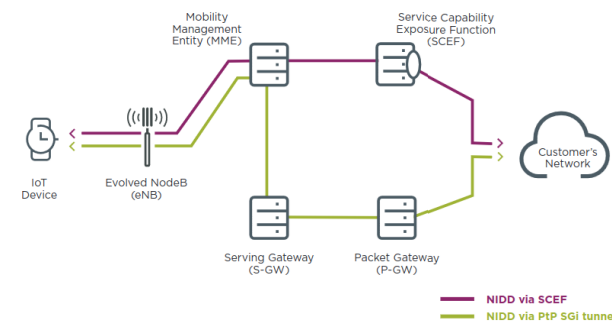 Mobility
Management
Entity (MME)
Service Capability
Exposure Function
(SCEF)
IoT
Device
Evolved NodeB
(eNB)
Customer's
Network
Serving Gateway
(S-GW)
Packet Gateway
(P-GW)
NIDD via SCEF
NIDD via PtP SGi tunne